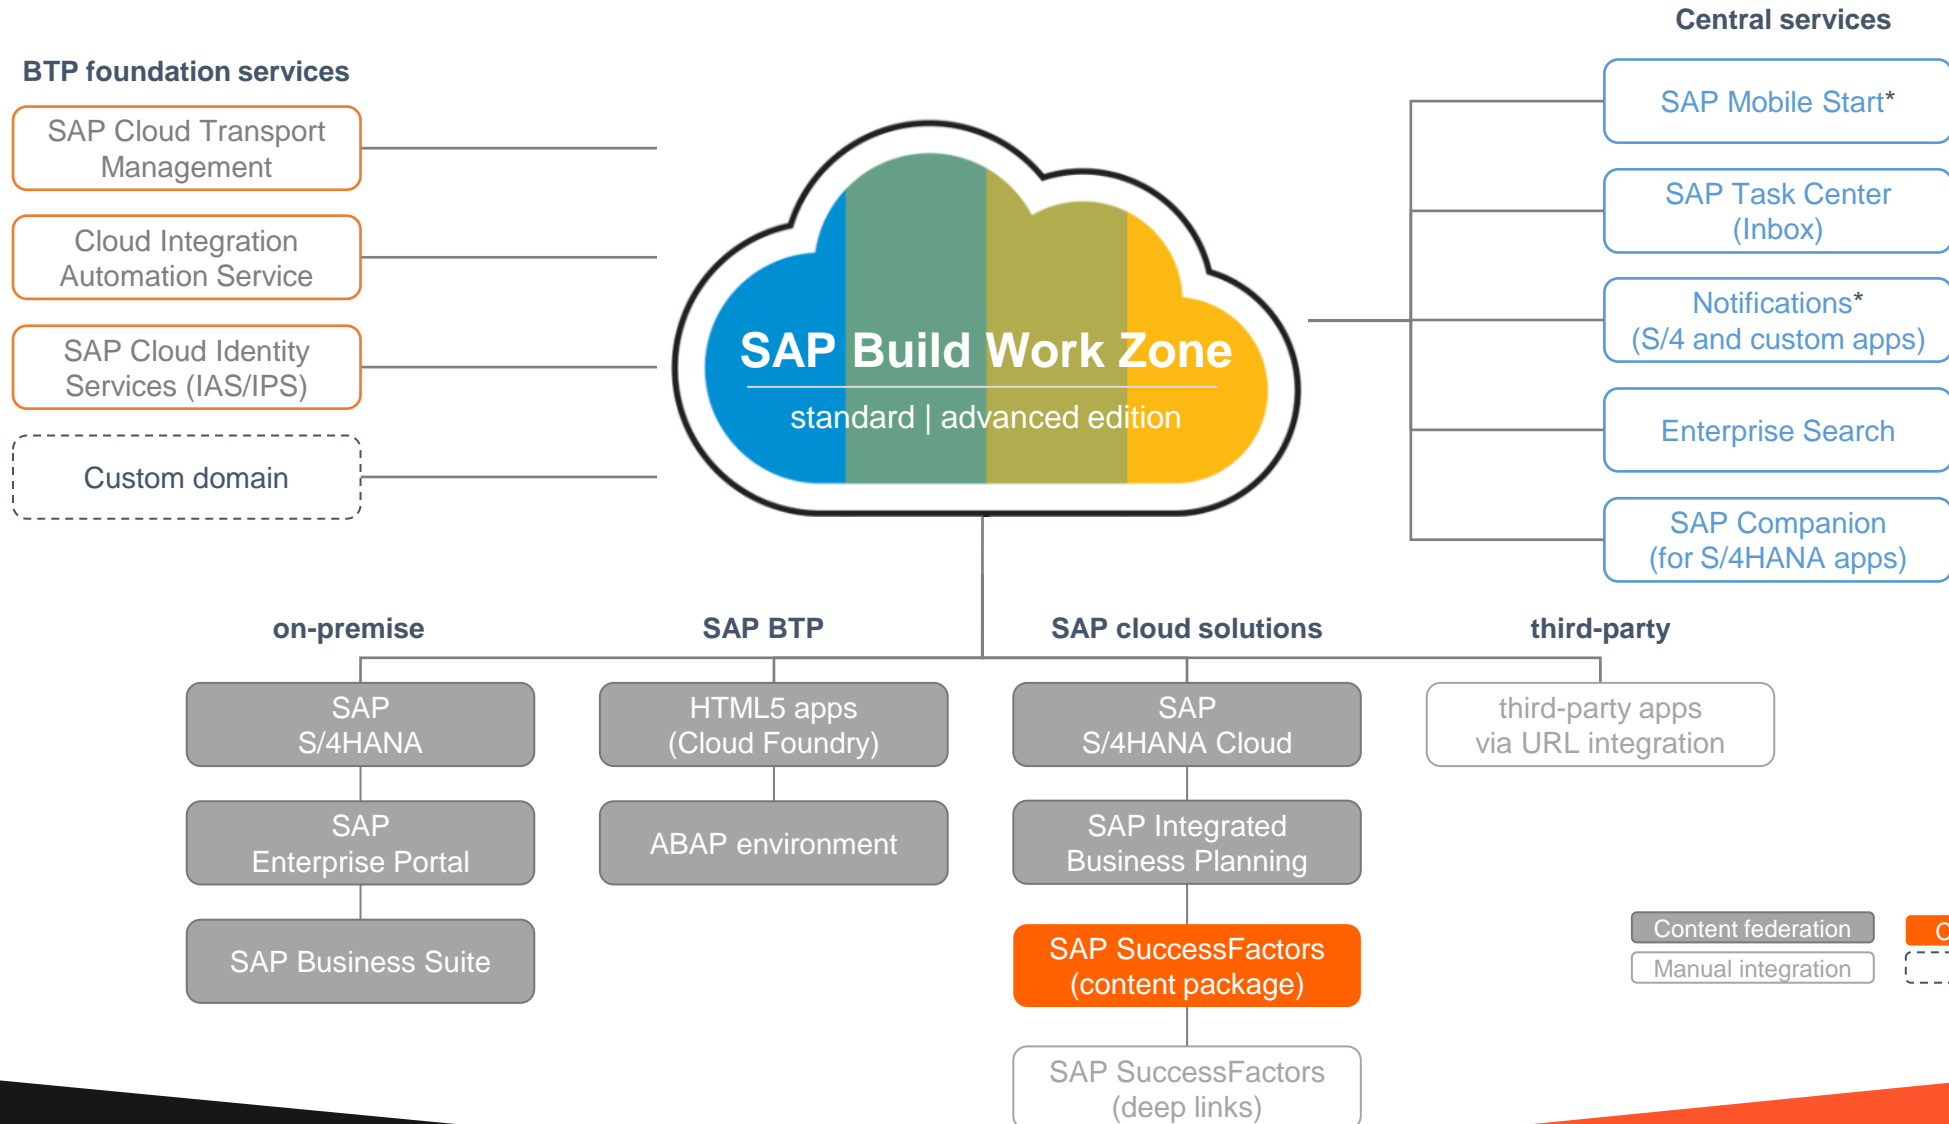 Central services
BTP foundation services
SAP Cloud Transport
Management
Cloud Integration
Automation Service
SAP Cloud Identity
Services (IAS/IPS)
Custom domain
SAP Build Work Zone
standard | advanced edition
SAP Mobile Start*
SAP Task Center
(Inbox)
Notifications*
(S/4 and custom apps)
Enterprise Search
SAP Companion
(for S/4HANA apps)
on-premise
SAP
S/4HANA
SAP
Enterprise Portal
SAP Business Suite
SAP BTP
HTML5 apps
(Cloud Foundry)
ABAP environment
SAP cloud solutions
SAP
S/4HANA Cloud
SAP Integrated
Business Planning
SAP SuccessFactors
(content package)
SAP SuccessFactors
(deep links)
third-party
third-party apps
via URL integration
Content federation
Manual integration